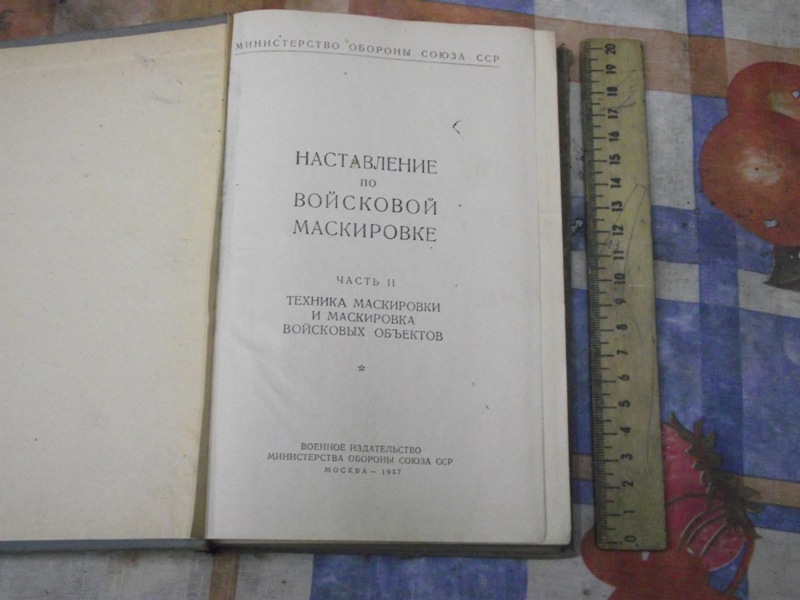 МИНИСТЕРСТВО ОБОРОНЫ СОЮЗА ССР
НАСТАВЛЕНИЕ
ПО
ВОЙСКОВОЙ
МАСКИРОВКЕ
ЧАСТЬ II
ТЕХНИКА МАСКИРОВКИ
И МАСКИРОВКА
ВОЙСКОВЫХ ОБЪЕКТОВ
ВОЕННОЕ ИЗДАТЕЛЬСТВО
МИНИСТЕРСТВА ОБОРОНЫ СОЮЗА ССР
МОСКВА — 1957
0 1 2 3 4 5 6 7 8 9 10 11 12 13 14 15 16 17 18 19 20